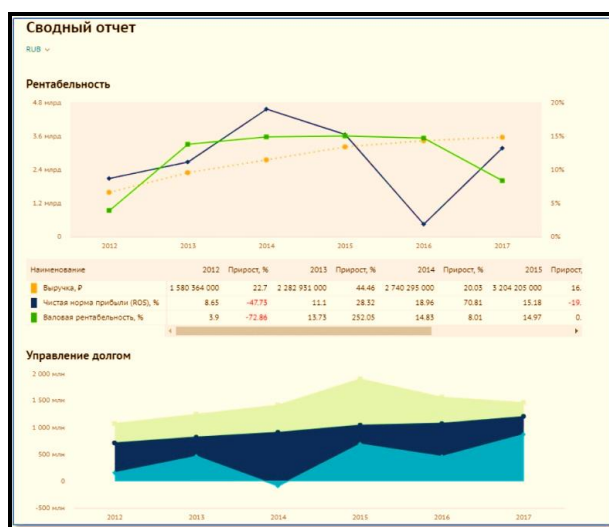 Сводный отчет
RUB
Рентабельность
4.8 млрд 20%
3.6 млрд 15%
2.4 млрд 10%
1.2 млрд 5%
0 0%
2012 2013 2014 2015 2016 2017
Наименование 2012 Прирост, % 2013 Прирост, % 2014 Прирост, % 2015 Прирост,
Выручка, ₽ 1 580 364 000 22.7 2 282 931 000 44.46 2 740 295 000 20.03 3 204 205 000 16.
Чистая норма прибыли (ROS), % 8.65 -47.73 11.1 28.32 18.96 70.81 15.18 -19.
Валовая рентабельность, % 3.9 -72.86 13.73 252.05 14.83 8.01 14.97 0.
Управление долгом
2 000 млн
1 500 млн
1 000 млн
500 млн
0
-500 млн
2012 2013 2014 2015 2016 2017